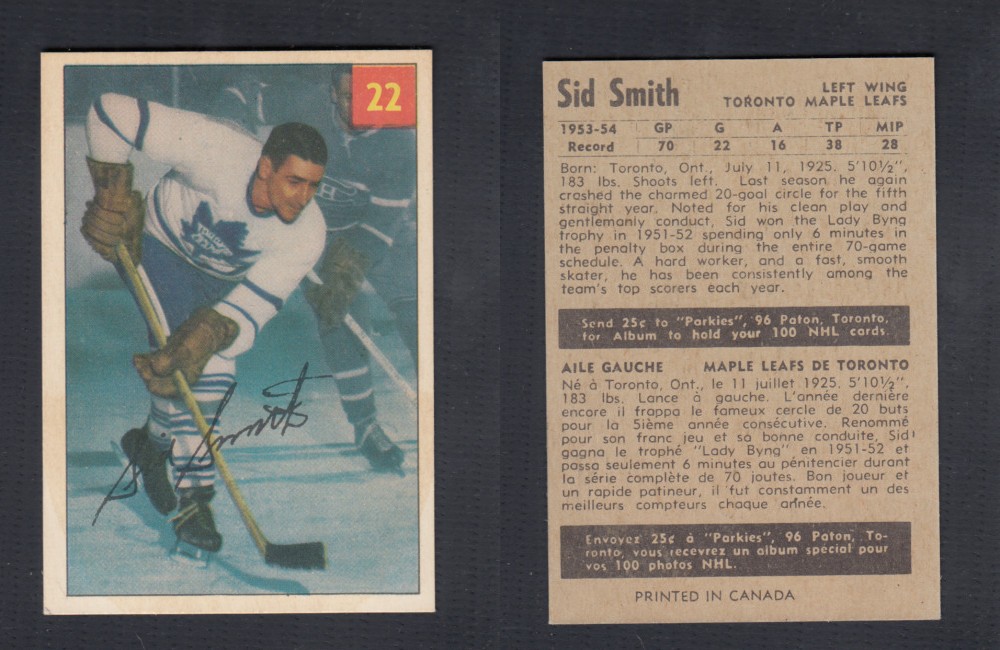 22
TORONTO
MAPLE
LEAFS
Sid Smith
Sid Smith
LEFT WING
TORONTO MAPLE LEAFS
1953-54 GP G A TP MIP
Record 70 22 16 38 28
Born: Toronto, Ont., July 11, 1925. 5'10½",
183 lbs. Shoots left. Last season he again
crashed the charmed 20-goal circle for the fifth
straight year. Noted for his clean play and
gentlemanly conduct, Sid won the Lady Byng
trophy in 1951-52 spending only 6 minutes in
the penalty box during the entire 70-game
schedule. A hard worker, and a fast, smooth
skater, he has been consistently among the
team's top scorers each year.
Send 25¢ to "Parkies", 96 Paton, Toronto,
for Album to hold your 100 NHL cards.
AILE GAUCHE MAPLE LEAFS DE TORONTO
Né à Toronto, Ont., le 11 juillet 1925. 5'10½",
183 lbs. Lance à gauche. L'année dernière
encore il frappa le fameux cercle de 20 buts
pour la 5ième année consécutive. Renommé
pour son franc jeu et sa bonne conduite, Sid
gagna le trophé "Lady Byng" en 1951-52 et
passa seulement 6 minutes au pénitencier durant
la série complète de 70 joutes. Bon joueur et
un rapide patineur, il fut constamment un des
meilleurs compteurs chaque année.
Envoyez 25¢ à "Parkies", 96 Paton, To-
ronto, vous recevrez un album spécial pour
vos 100 photos NHL.
PRINTED IN CANADA